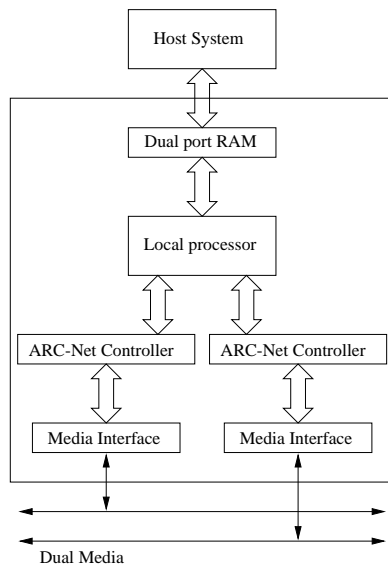 Host System
Dual port RAM
Local processor
ARC-Net Controller
ARC-Net Controller
Media Interface
Media Interface
Dual Media